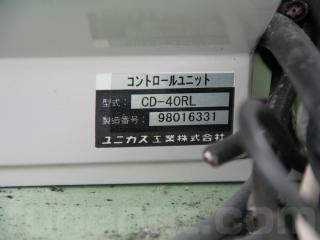 コントロールユニット
型式: CD-40RL
製造番号: 98016331
ユニカス工業株式会社